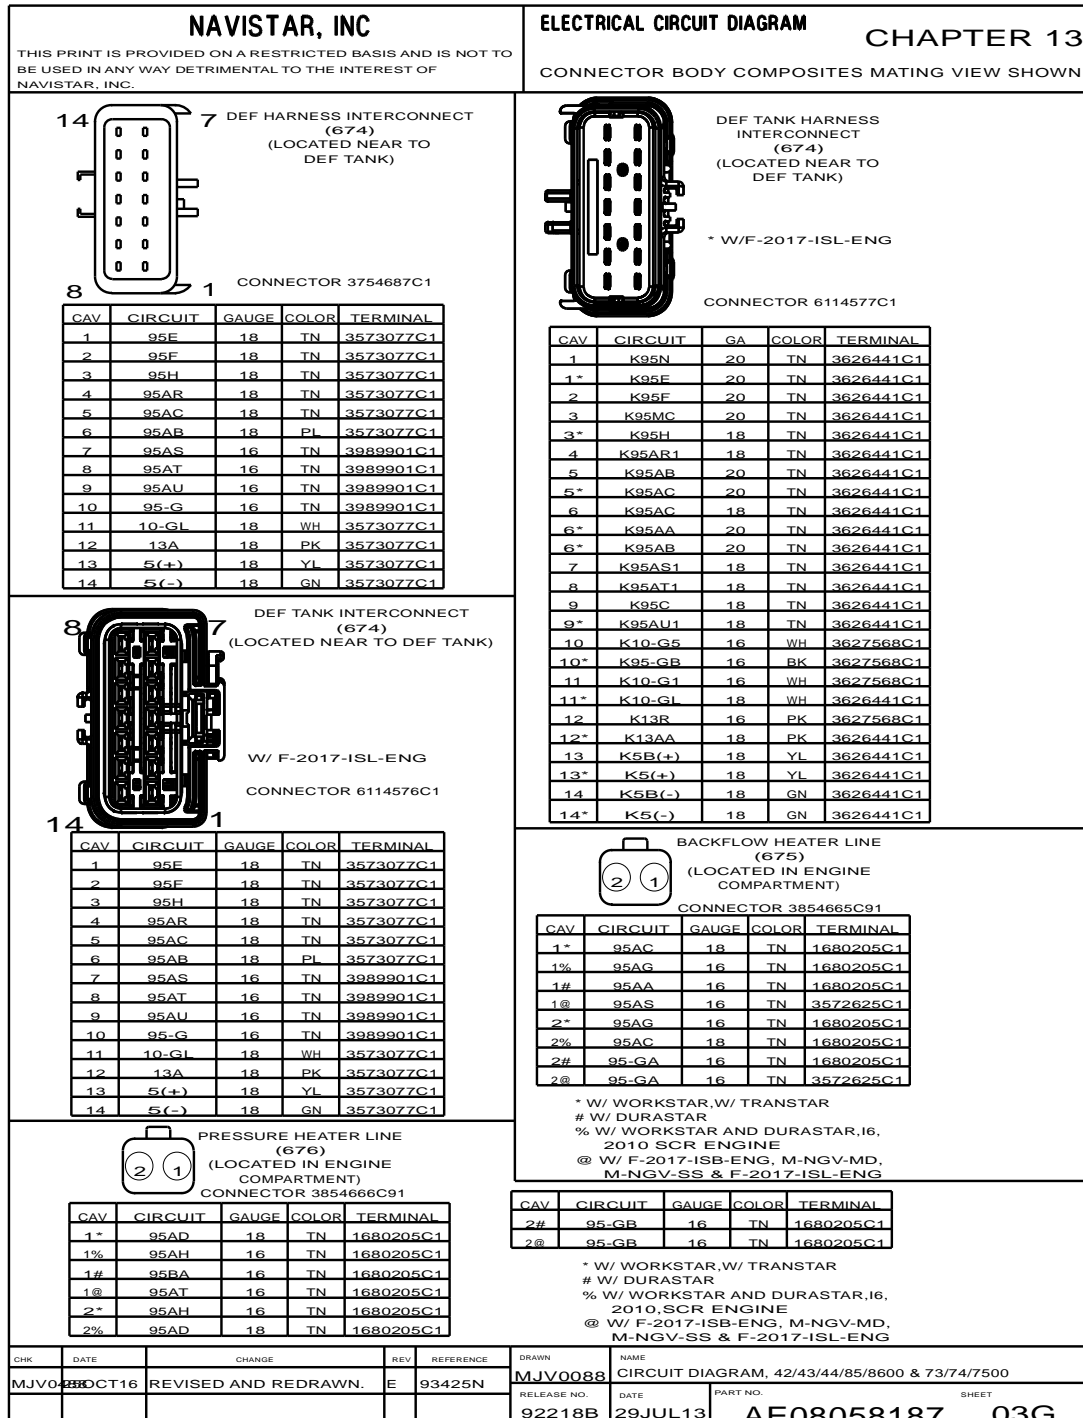 NAVISTAR, INC
THIS PRINT IS PROVIDED ON A RESTRICTED BASIS AND IS NOT TO
BE USED IN ANY WAY DETRIMENTAL TO THE INTEREST OF
NAVISTAR, INC.
ELECTRICAL CIRCUIT DIAGRAM
CHAPTER 13
CONNECTOR BODY COMPOSITES MATING VIEW SHOWN
14 7
DEF HARNESS INTERCONNECT
(674)
(LOCATED NEAR TO
DEF TANK)
CONNECTOR 3754687C1
8 1
CAV CIRCUIT GAUGE COLOR TERMINAL
1 95E 18 TN 3573077C1
2 95F 18 TN 3573077C1
3 95H 18 TN 3573077C1
4 95AR 18 TN 3573077C1
5 95AC 18 TN 3573077C1
6 95AB 18 PL 3573077C1
7 95AS 16 TN 3989901C1
8 95AT 16 TN 3989901C1
9 95AU 16 TN 3989901C1
10 95-G 16 TN 3989901C1
11 10-GL 18 WH 3573077C1
12 13A 18 PK 3573077C1
13 5(+) 18 YL 3573077C1
14 5(-) 18 GN 3573077C1
8 7
DEF TANK INTERCONNECT
(674)
(LOCATED NEAR TO DEF TANK)
W/ F-2017-ISL-ENG
CONNECTOR 6114576C1
14 1
CAV CIRCUIT GAUGE COLOR TERMINAL
1 95E 18 TN 3573077C1
2 95F 18 TN 3573077C1
3 95H 18 TN 3573077C1
4 95AR 18 TN 3573077C1
5 95AC 18 TN 3573077C1
6 95AB 18 PL 3573077C1
7 95AS 16 TN 3989901C1
8 95AT 16 TN 3989901C1
9 95AU 16 TN 3989901C1
10 95-G 16 TN 3989901C1
11 10-GL 18 WH 3573077C1
12 13A 18 PK 3573077C1
13 5(+) 18 YL 3573077C1
14 5(-) 18 GN 3573077C1
PRESSURE HEATER LINE
(676)
(LOCATED IN ENGINE
COMPARTMENT)
CONNECTOR 3854666C91
2 1
CAV CIRCUIT GAUGE COLOR TERMINAL
1* 95AD 18 TN 1680205C1
1% 95AH 16 TN 1680205C1
1# 95BA 16 TN 1680205C1
1@ 95AT 16 TN 1680205C1
2* 95AH 16 TN 1680205C1
2% 95AD 18 TN 1680205C1
DEF TANK HARNESS
INTERCONNECT
(674)
(LOCATED NEAR TO
DEF TANK)
* W/F-2017-ISL-ENG
CONNECTOR 6114577C1
CAV CIRCUIT GA COLOR TERMINAL
1 K95N 20 TN 3626441C1
1* K95E 20 TN 3626441C1
2 K95F 20 TN 3626441C1
3 K95MC 20 TN 3626441C1
3* K95H 18 TN 3626441C1
4 K95AR1 18 TN 3626441C1
5 K95AB 20 TN 3626441C1
5* K95AC 20 TN 3626441C1
6 K95AC 18 TN 3626441C1
6* K95AA 20 TN 3626441C1
6* K95AB 20 TN 3626441C1
7 K95AS1 18 TN 3626441C1
8 K95AT1 18 TN 3626441C1
9 K95C 18 TN 3626441C1
9* K95AU1 18 TN 3626441C1
10 K10-G5 16 WH 3627568C1
10* K95-GB 16 BK 3627568C1
11 K10-G1 16 WH 3627568C1
11* K10-GL 18 WH 3626441C1
12 K13R 16 PK 3627568C1
12* K13AA 18 PK 3626441C1
13 K5B(+) 18 YL 3626441C1
13* K5(+) 18 YL 3626441C1
14 K5B(-) 18 GN 3626441C1
14* K5(-) 18 GN 3626441C1
BACKFLOW HEATER LINE
(675)
(LOCATED IN ENGINE
COMPARTMENT)
2 1
CONNECTOR 3854665C91
CAV CIRCUIT GAUGE COLOR TERMINAL
1* 95AC 18 TN 1680205C1
1% 95AG 16 TN 1680205C1
1# 95AA 16 TN 1680205C1
1@ 95AS 16 TN 3572625C1
2* 95AG 16 TN 1680205C1
2% 95AC 18 TN 1680205C1
2# 95-GA 16 TN 1680205C1
2@ 95-GA 16 TN 3572625C1
* W/ WORKSTAR,W/ TRANSTAR
# W/ DURASTAR
% W/ WORKSTAR AND DURASTAR,I6,
2010 SCR ENGINE
@ W/ F-2017-ISB-ENG, M-NGV-MD,
M-NGV-SS & F-2017-ISL-ENG
CAV CIRCUIT GAUGE COLOR TERMINAL
2# 95-GB 16 TN 1680205C1
2@ 95-GB 16 TN 1680205C1
* W/ WORKSTAR,W/ TRANSTAR
# W/ DURASTAR
% W/ WORKSTAR AND DURASTAR,I6,
2010,SCR ENGINE
@ W/ F-2017-ISB-ENG, M-NGV-MD,
M-NGV-SS & F-2017-ISL-ENG
CHK DATE CHANGE REV REFERENCE
REVISED AND REDRAWN. E 93425N
DRAWN NAME
MJV0088 CIRCUIT DIAGRAM, 42/43/44/85/8600 & 73/74/7500
RELEASE NO. DATE PART NO. SHEET
92218B 29JUL13 AE08058187 03G